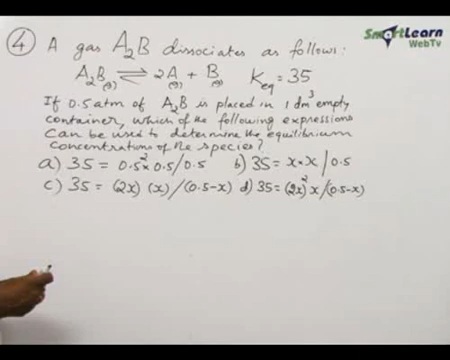 SmartLearn
WebTv
④ A gas A₂B dissociates as follows:
A₂B(g) ⇌ 2A(g) + B(g) Keq = 35
If 0.5 atm of A₂B is placed in 1 dm³ empty
container, which of the following expressions
can be used to determine the equilibrium
concentrations of the species?
a) 35 = 0.5² × 0.5/0.5 b) 35 = x·x/0.5
c) 35 = (2x) (x)/(0.5-x) d) 35 = (2x)² x/(0.5-x)